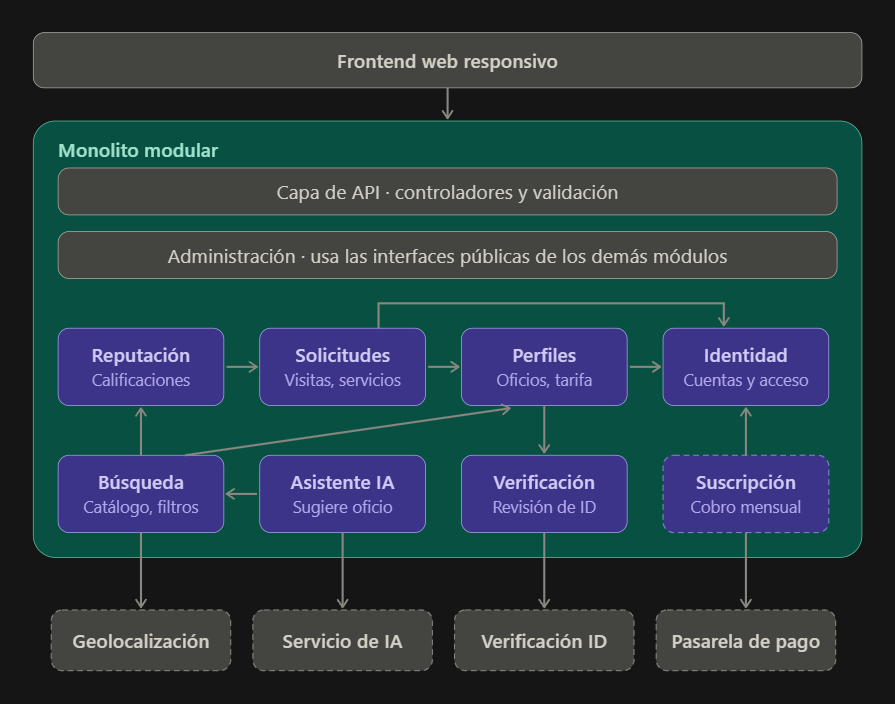 Frontend web responsivo
Monolito modular
Capa de API · controladores y validación
Administración · usa las interfaces públicas de los demás módulos
Reputación
Calificaciones
Solicitudes
Visitas, servicios
Perfiles
Oficios, tarifa
Identidad
Cuentas y acceso
Búsqueda
Catálogo, filtros
Asistente IA
Sugiere oficio
Verificación
Revisión de ID
Suscripción
Cobro mensual
Geolocalización
Servicio de IA
Verificación ID
Pasarela de pago